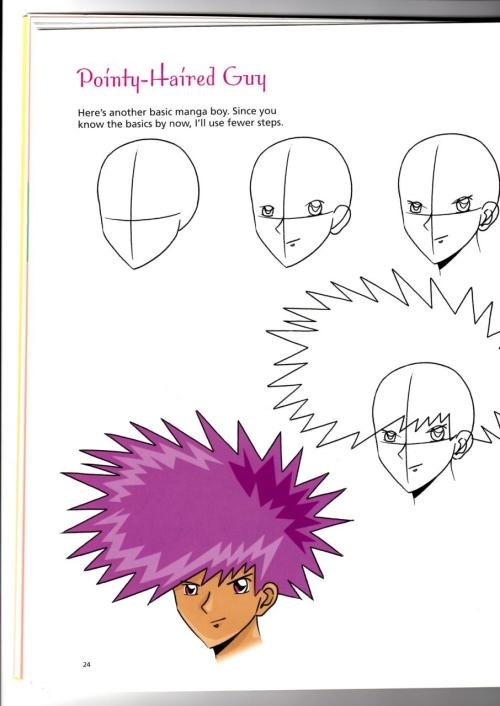 Pointy-Haired Guy
Here's another basic manga boy. Since you
know the basics by now, I'll use fewer steps.
24